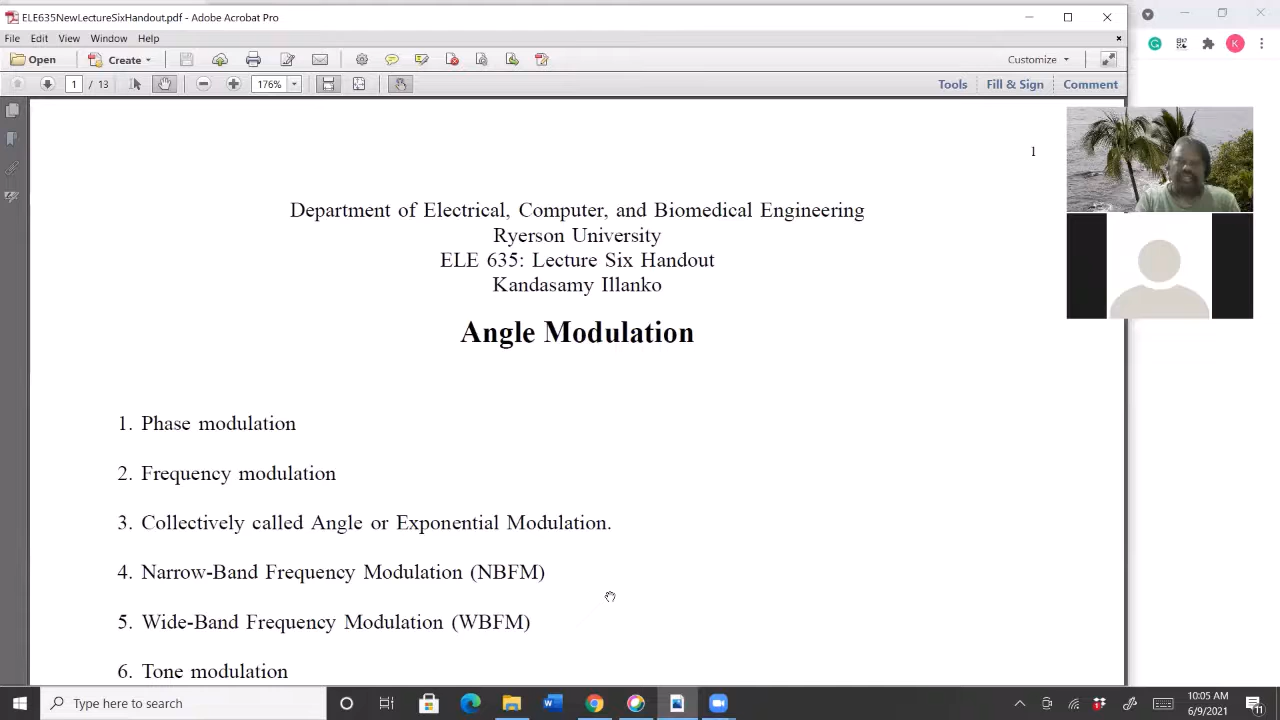 ELE635NewLectureSixHandout.pdf - Adobe Acrobat Pro
File Edit View Window Help
Open Create Customize
1 / 13 176% Tools Fill & Sign Comment
K
1
Department of Electrical, Computer, and Biomedical Engineering
Ryerson University
ELE 635: Lecture Six Handout
Kandasamy Illanko
Angle Modulation
1. Phase modulation
2. Frequency modulation
3. Collectively called Angle or Exponential Modulation.
4. Narrow-Band Frequency Modulation (NBFM)
5. Wide-Band Frequency Modulation (WBFM)
6. Tone modulation
Type here to search
10:05 AM
6/9/2021
11